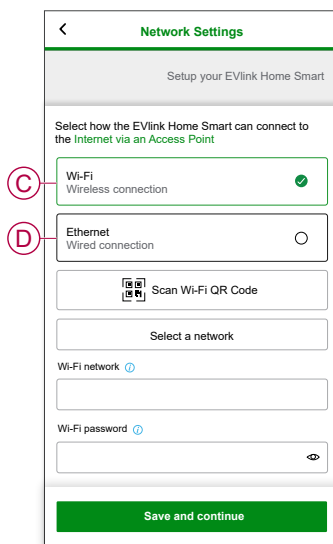 Network Settings
Setup your EVlink Home Smart
Select how the EVlink Home Smart can connect to
the Internet via an Access Point
C
Wi-Fi
Wireless connection
D
Ethernet
Wired connection
Scan Wi-Fi QR Code
Select a network
Wi-Fi network
Wi-Fi password
Save and continue